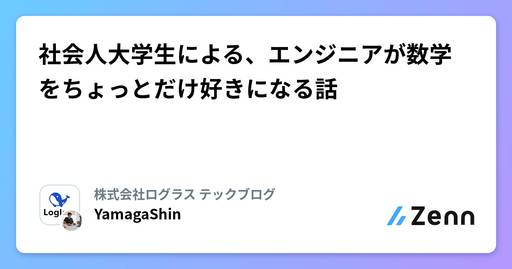 社会人大学生による、エンジニアが数学
をちょっとだけ好きになる話
株式会社ログラス テックブログ
YamagaShin
Zenn